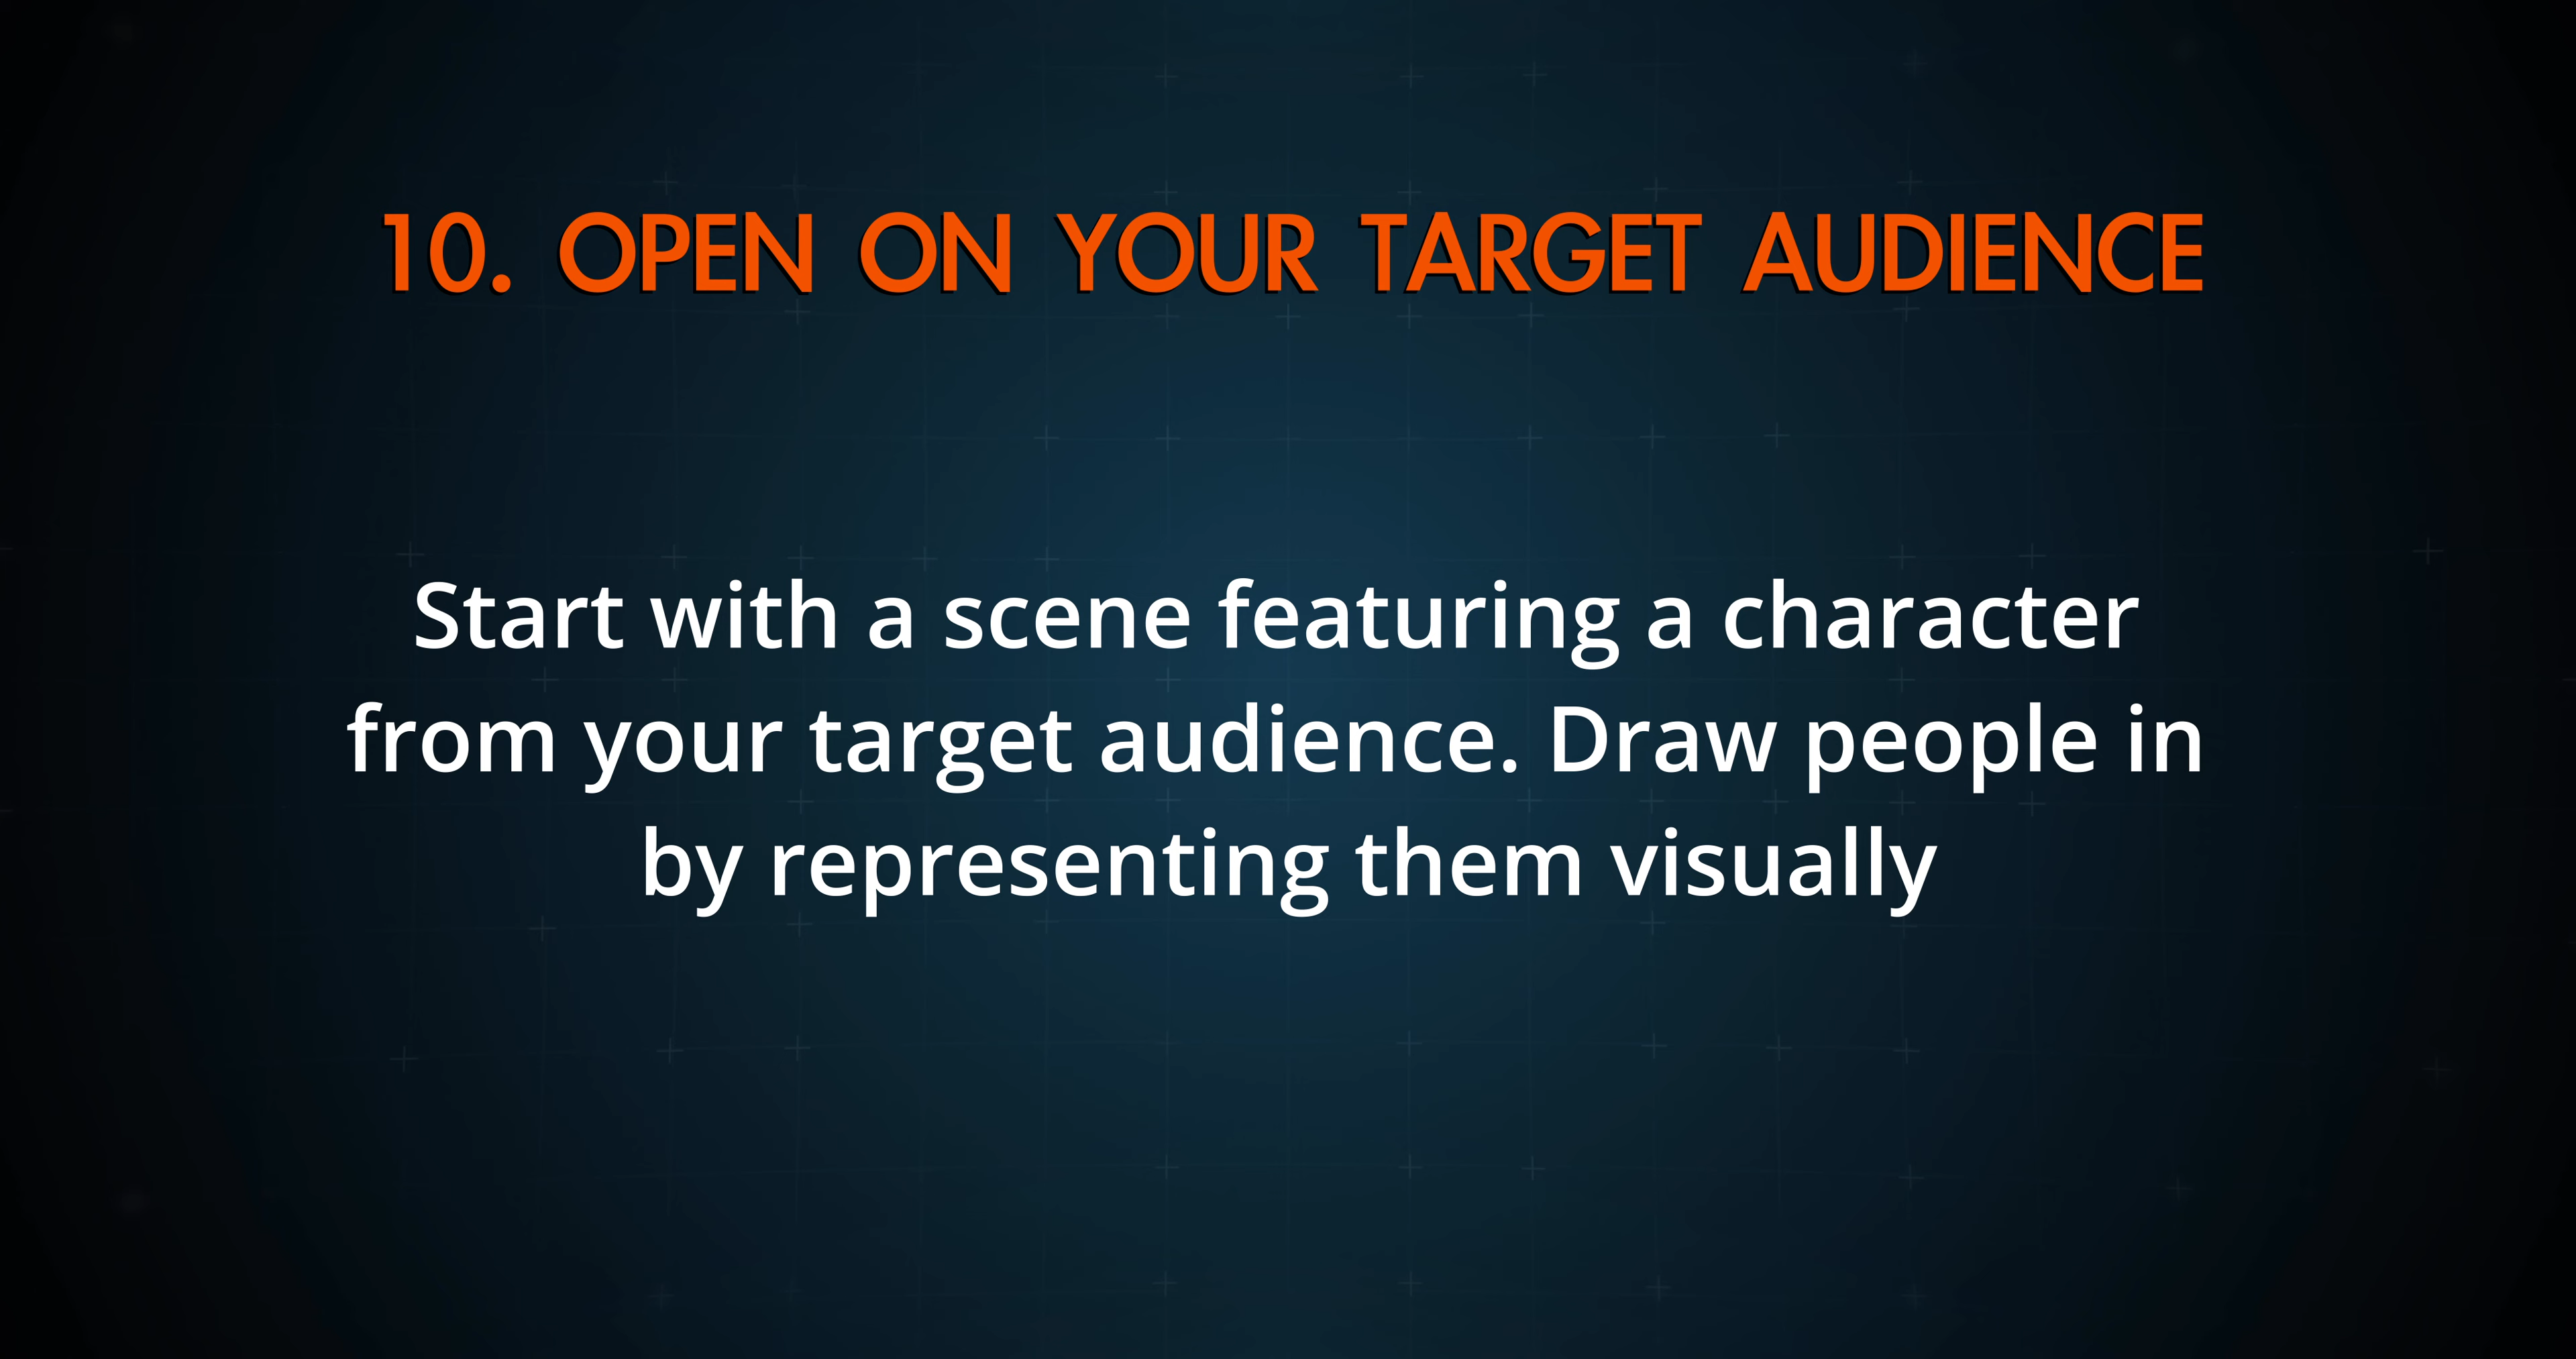 10. OPEN ON YOUR TARGET AUDIENCE
Start with a scene featuring a character
from your target audience. Draw people in
by representing them visually